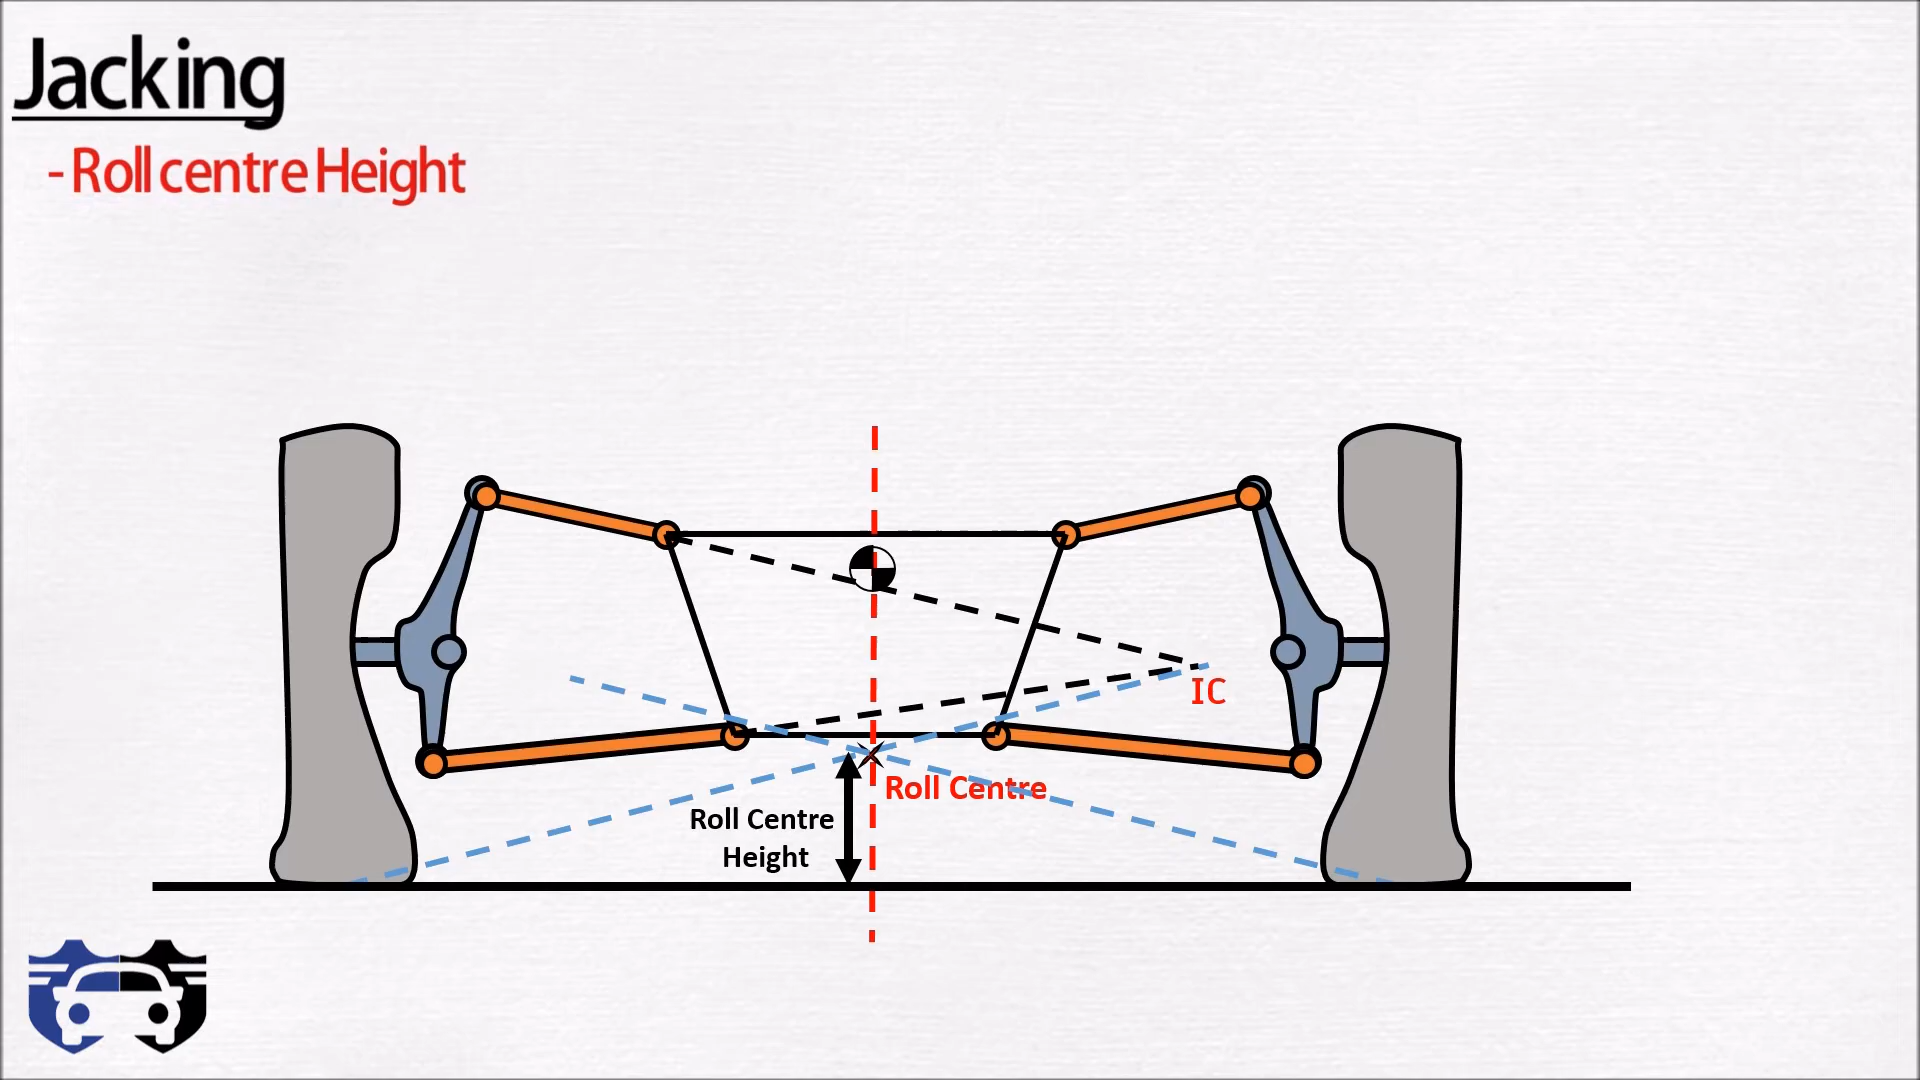 Jacking
- Roll centre Height
IC
Roll Centre
Roll Centre
Height